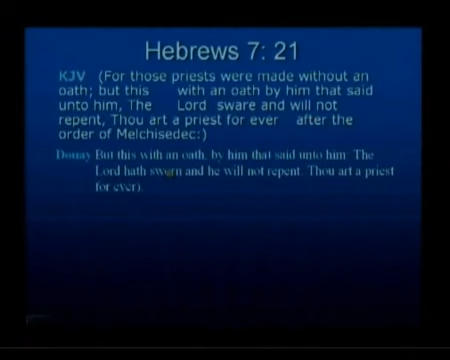 Hebrews 7: 21
KJV (For those priests were made without an
oath; but this with an oath by him that said
unto him, The Lord sware and will not
repent, Thou art a priest for ever after the
order of Melchisedec:)
Douay But this with an oath, by him that said unto him: The
Lord hath sworn and he will not repent. Thou art a priest
for ever).